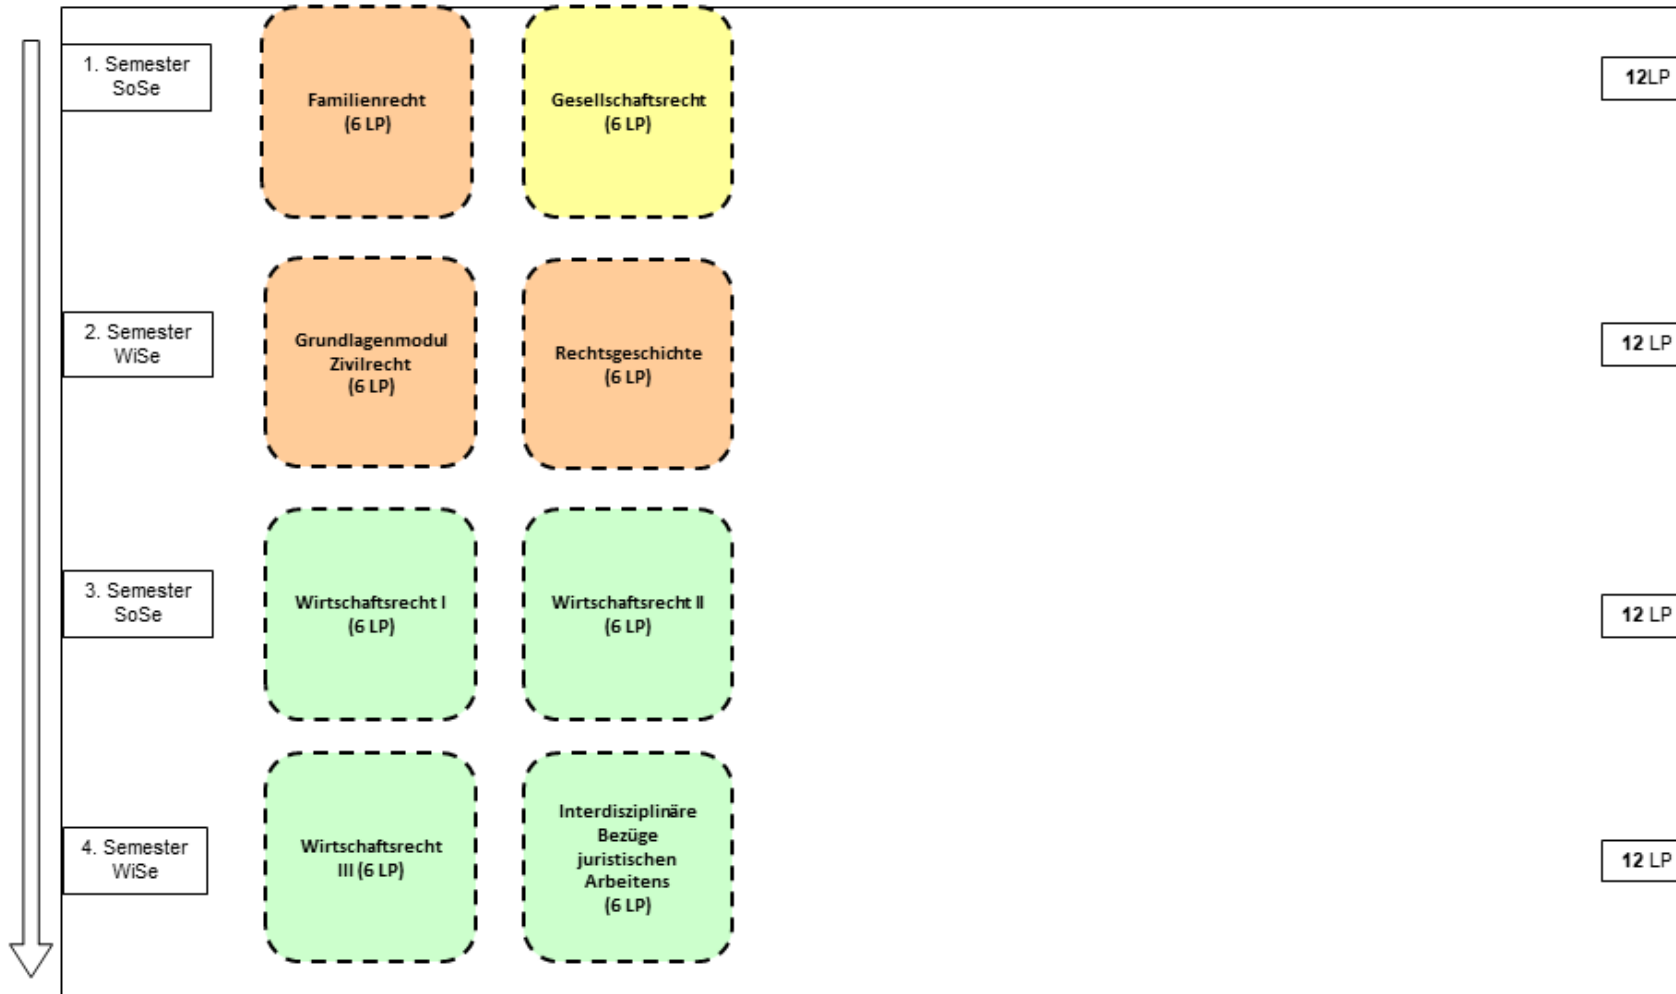 1. Semester
SoSe
Familienrecht
(6 LP)
Gesellschaftsrecht
(6 LP)
12LP
2. Semester
WiSe
Grundlagenmodul
Zivilrecht
(6 LP)
Rechtsgeschichte
(6 LP)
12 LP
3. Semester
SoSe
Wirtschaftsrecht I
(6 LP)
Wirtschaftsrecht II
(6 LP)
12 LP
4. Semester
WiSe
Wirtschaftsrecht
III (6 LP)
Interdisziplinäre
Bezüge
juristischen
Arbeitens
(6 LP)
12 LP